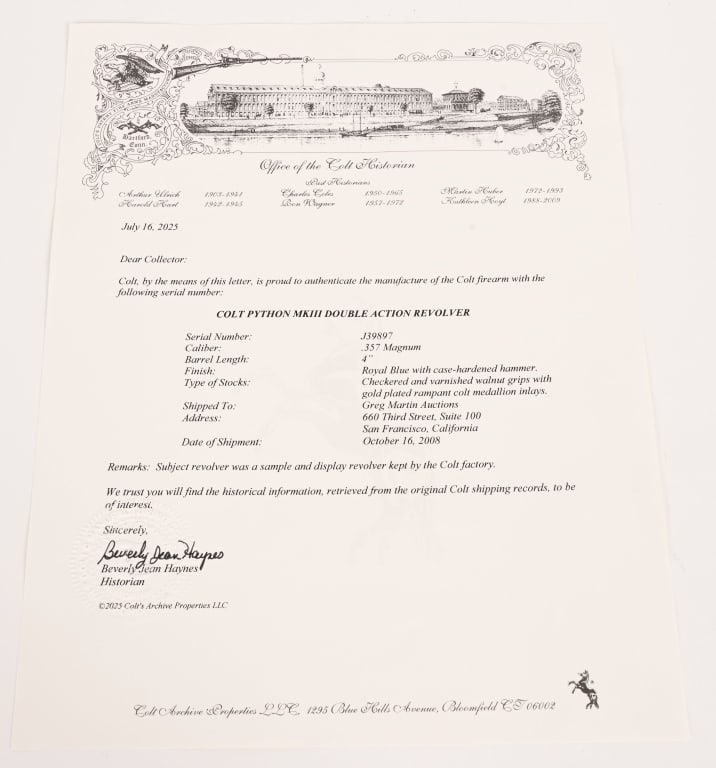 Hartford
Conn.
Office of the Colt Historian
Past Historians
Arthur Ulrich 1903-1941 Charles Coles 1950-1965 Martin Huber 1972-1993
Harold Hart 1942-1945 Ron Wagner 1957-1972 Kathleen Hoyt 1988-2009
July 16, 2025
Dear Collector:
Colt, by the means of this letter, is proud to authenticate the manufacture of the Colt firearm with the
following serial number:
COLT PYTHON MKIII DOUBLE ACTION REVOLVER
Serial Number: J39897
Caliber: .357 Magnum
Barrel Length: 4"
Finish: Royal Blue with case-hardened hammer.
Type of Stocks: Checkered and varnished walnut grips with
gold plated rampant colt medallion inlays.
Shipped To: Greg Martin Auctions
Address: 660 Third Street, Suite 100
San Francisco, California
Date of Shipment: October 16, 2008
Remarks: Subject revolver was a sample and display revolver kept by the Colt factory.
We trust you will find the historical information, retrieved from the original Colt shipping records, to be
of interest.
Sincerely,
Beverly Jean Haynes
Beverly Jean Haynes
Historian
©2025 Colt's Archive Properties LLC
Colt Archive Properties LLC, 1295 Blue Hills Avenue, Bloomfield CT 06002